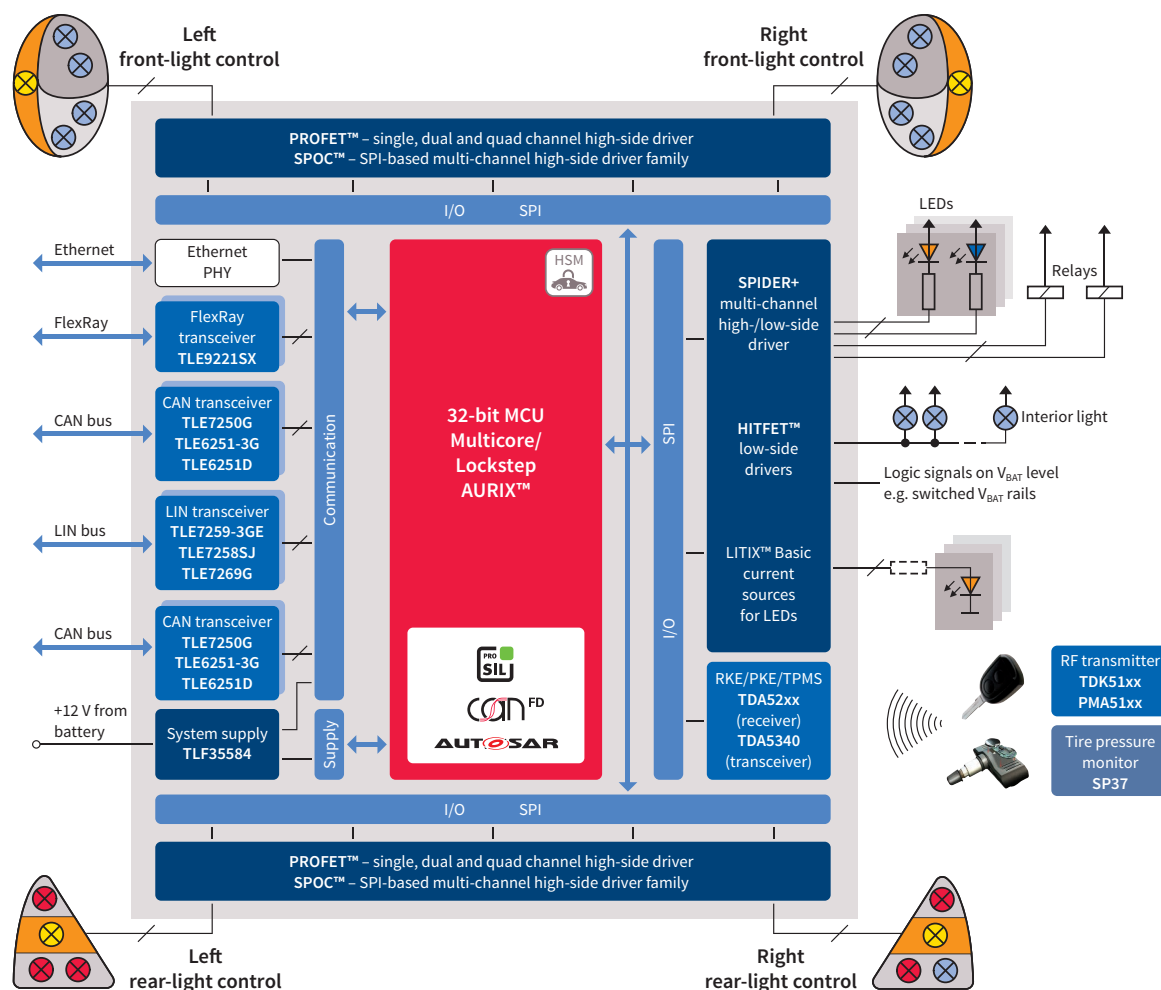 Left
front-light control
Right
front-light control
PROFET™ – single, dual and quad channel high-side driver
SPOC™ – SPI-based multi-channel high-side driver family
I/O SPI
LEDs
Relays
Ethernet
Ethernet
PHY
FlexRay
FlexRay
transceiver
TLE9221SX
CAN bus
CAN transceiver
TLE7250G
TLE6251-3G
TLE6251D
LIN bus
LIN transceiver
TLE7259-3GE
TLE7258SJ
TLE7269G
CAN bus
CAN transceiver
TLE7250G
TLE6251-3G
TLE6251D
+12 V from
battery
System supply
TLF35584
Communication
Supply
HSM
32-bit MCU
Multicore/
Lockstep
AURIX™
PRO
SIL
CAN FD
AUTOSAR
SPI
I/O
SPIDER+
multi-channel
high-/low-side
driver
HITFET™
low-side
drivers
LITIX™ Basic
current
sources
for LEDs
Interior light
Logic signals on VBAT level
e.g. switched VBAT rails
RKE/PKE/TPMS
TDA52xx
(receiver)
TDA5340
(transceiver)
RF transmitter
TDK51xx
PMA51xx
Tire pressure
monitor
SP37
I/O SPI
PROFET™ – single, dual and quad channel high-side driver
SPOC™ – SPI-based multi-channel high-side driver family
Left
rear-light control
Right
rear-light control